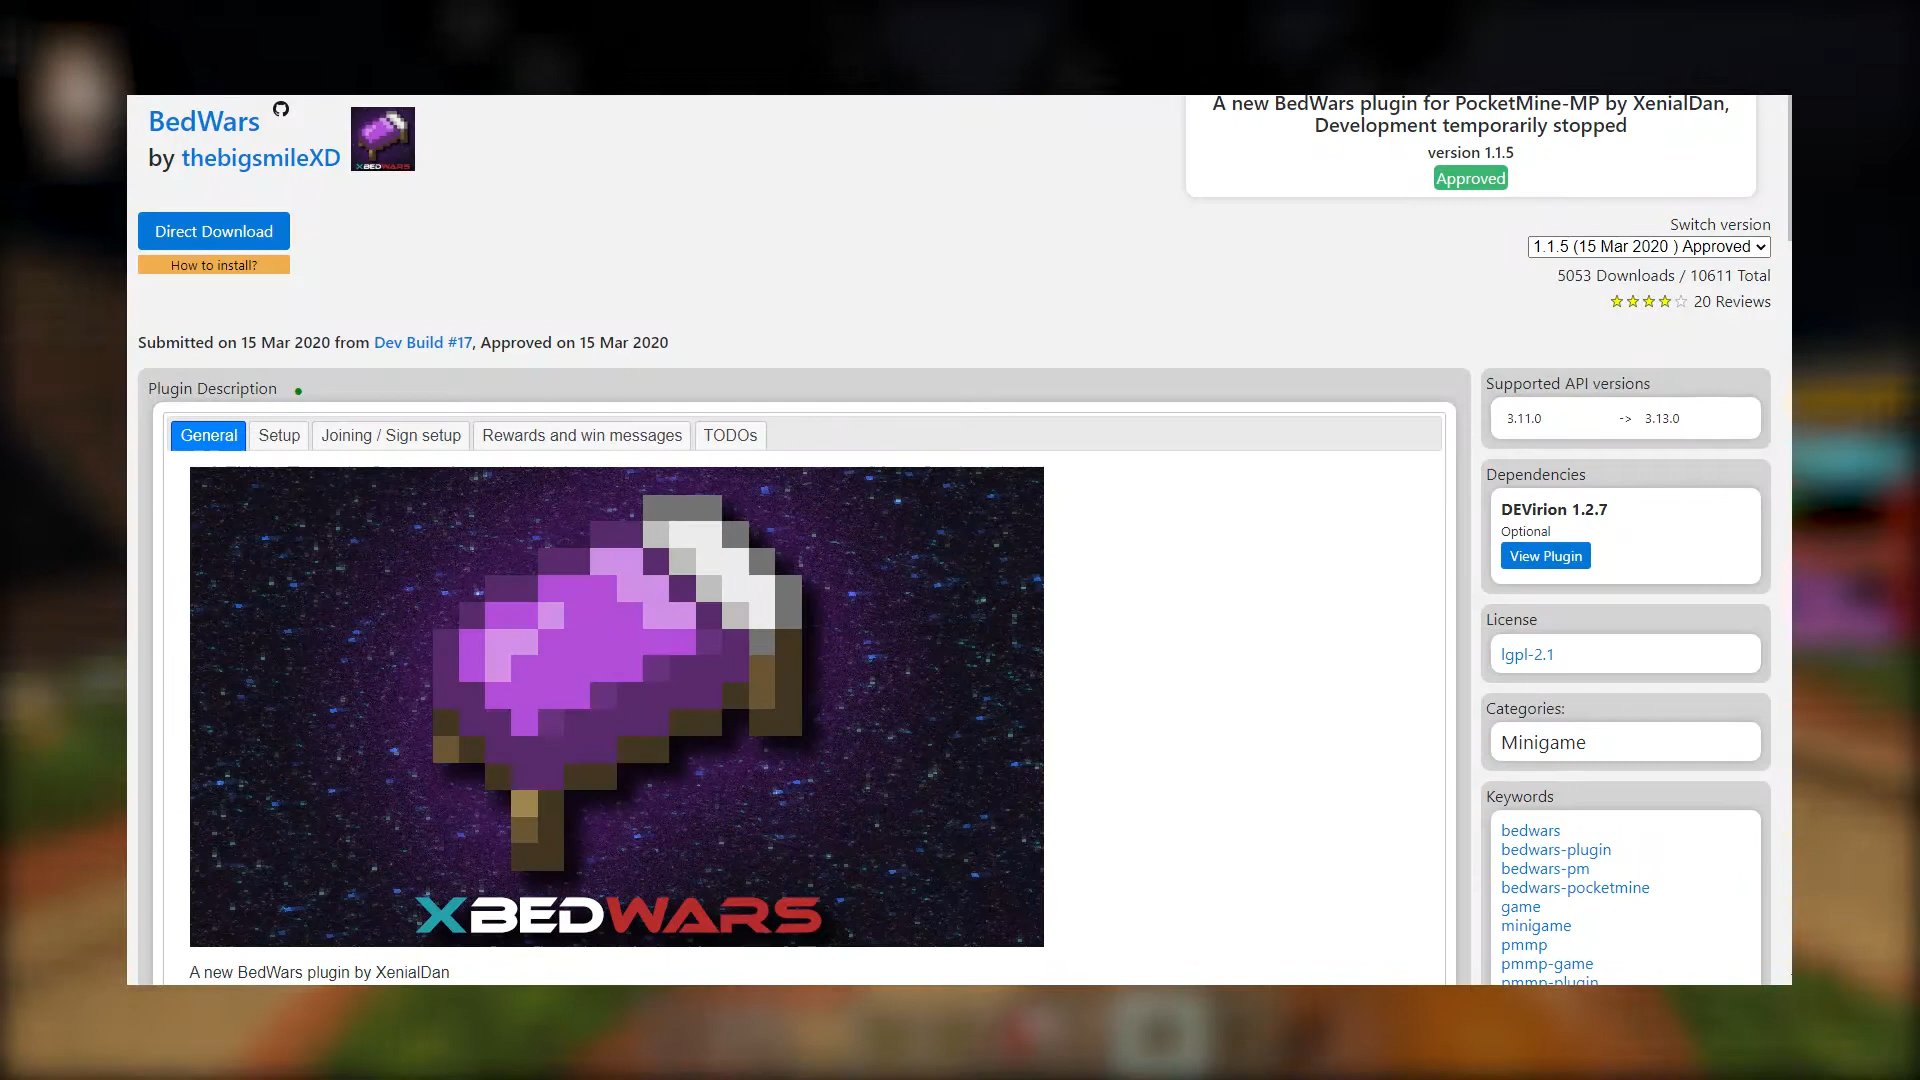 BedWars
by thebigsmileXD
XBEDWARS
A new BedWars plugin for PocketMine-MP by XenialDan,
Development temporarily stopped
version 1.1.5
Approved
Direct Download
How to install?
Switch version
1.1.5 (15 Mar 2020 ) Approved
5053 Downloads / 10611 Total
20 Reviews
Submitted on 15 Mar 2020 from Dev Build #17, Approved on 15 Mar 2020
Plugin Description
General
Setup
Joining / Sign setup
Rewards and win messages
TODOs
XBEDWARS
A new BedWars plugin by XenialDan
Supported API versions
3.11.0 -> 3.13.0
Dependencies
DEVirion 1.2.7
Optional
View Plugin
License
lgpl-2.1
Categories:
Minigame
Keywords
bedwars
bedwars-plugin
bedwars-pm
bedwars-pocketmine
game
minigame
pmmp
pmmp-game
pmmp-plugin